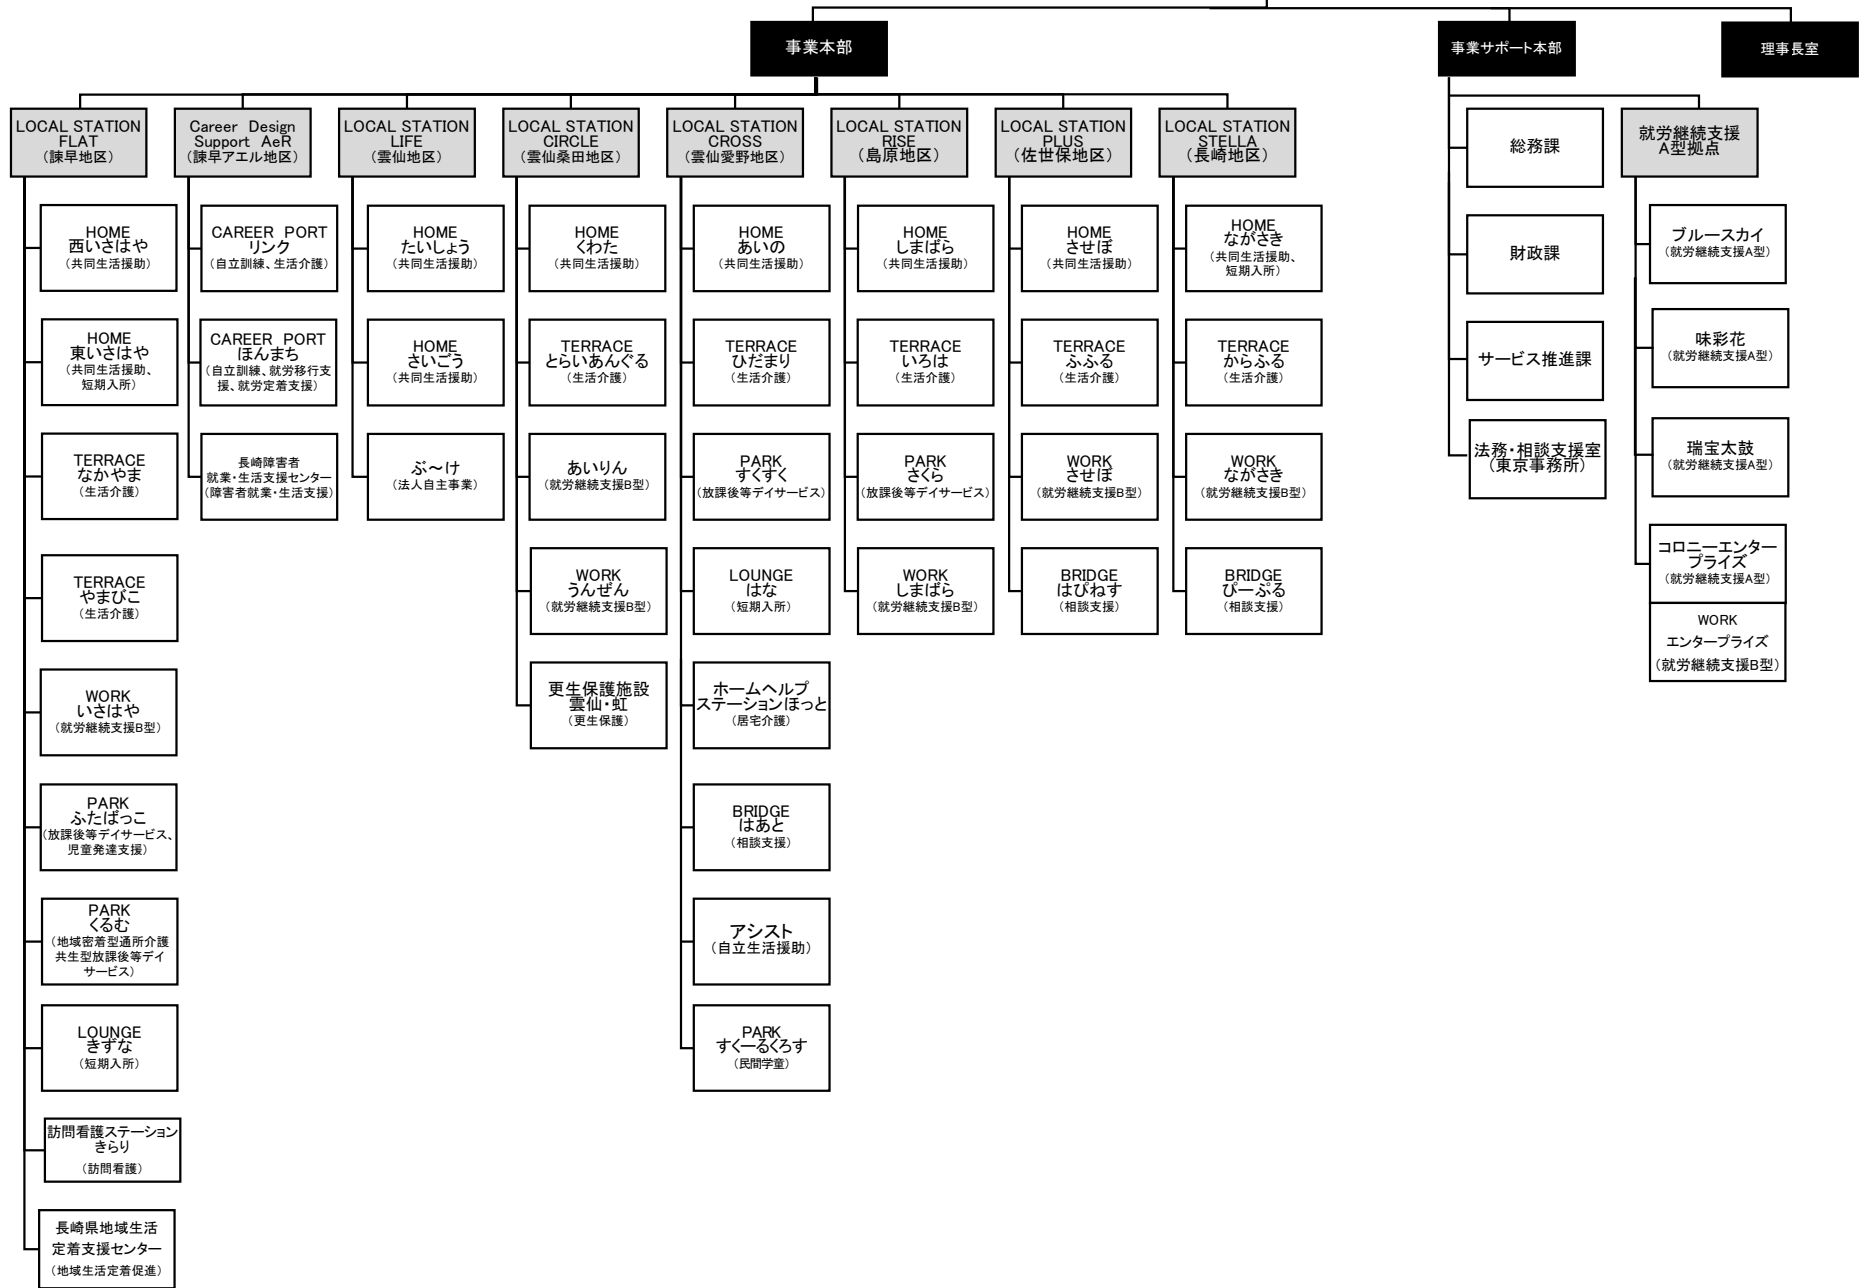 事業本部
事業サポート本部
理事長室
LOCAL STATION
FLAT
（諫早地区）
Career Design
Support AeR
（諫早アエル地区）
LOCAL STATION
LIFE
（雲仙地区）
LOCAL STATION
CIRCLE
（雲仙桑田地区）
LOCAL STATION
CROSS
（雲仙愛野地区）
LOCAL STATION
RISE
（島原地区）
LOCAL STATION
PLUS
（佐世保地区）
LOCAL STATION
STELLA
（長崎地区）
総務課
就労継続支援
A型拠点
HOME
西いさはや
（共同生活援助）
HOME
東いさはや
（共同生活援助、
短期入所）
TERRACE
なかやま
（生活介護）
TERRACE
やまびこ
（生活介護）
WORK
いさはや
（就労継続支援B型）
PARK
ふたばっこ
（放課後等デイサービス、
児童発達支援）
PARK
くるむ
（地域密着型通所介護
共生型放課後等デイ
サービス）
LOUNGE
きずな
（短期入所）
訪問看護ステーション
きらり
（訪問看護）
長崎県地域生活
定着支援センター
（地域生活定着促進）
CAREER PORT
リンク
（自立訓練、生活介護）
CAREER PORT
ほんまち
（自立訓練、就労移行支
援、就労定着支援）
長崎障害者
就業・生活支援センター
（障害者就業・生活支援）
HOME
たいしょう
（共同生活援助）
HOME
さいごう
（共同生活援助）
ぶ～け
（法人自主事業）
HOME
くわた
（共同生活援助）
TERRACE
とらいあんぐる
（生活介護）
あいりん
（就労継続支援B型）
WORK
うんぜん
（就労継続支援B型）
更生保護施設
雲仙・虹
（更生保護）
HOME
あいの
（共同生活援助）
TERRACE
ひだまり
（生活介護）
PARK
すくすく
（放課後等デイサービス）
LOUNGE
はな
（短期入所）
ホームヘルプ
ステーションほっと
（居宅介護）
BRIDGE
はあと
（相談支援）
アシスト
（自立生活援助）
PARK
すくーるくろす
（民間学童）
HOME
しまばら
（共同生活援助）
TERRACE
いろは
（生活介護）
PARK
さくら
（放課後等デイサービス）
WORK
しまばら
（就労継続支援B型）
HOME
させぼ
（共同生活援助）
TERRACE
ふふる
（生活介護）
WORK
させぼ
（就労継続支援B型）
BRIDGE
はぴねす
（相談支援）
HOME
ながさき
（共同生活援助、
短期入所）
TERRACE
からふる
（生活介護）
WORK
ながさき
（就労継続支援B型）
BRIDGE
ぴーぷる
（相談支援）
財政課
サービス推進課
法務・相談支援室
（東京事務所）
ブルースカイ
（就労継続支援A型）
味彩花
（就労継続支援A型）
瑞宝太鼓
（就労継続支援A型）
コロニーエンター
プライズ
（就労継続支援A型）
WORK
エンタープライズ
（就労継続支援B型）